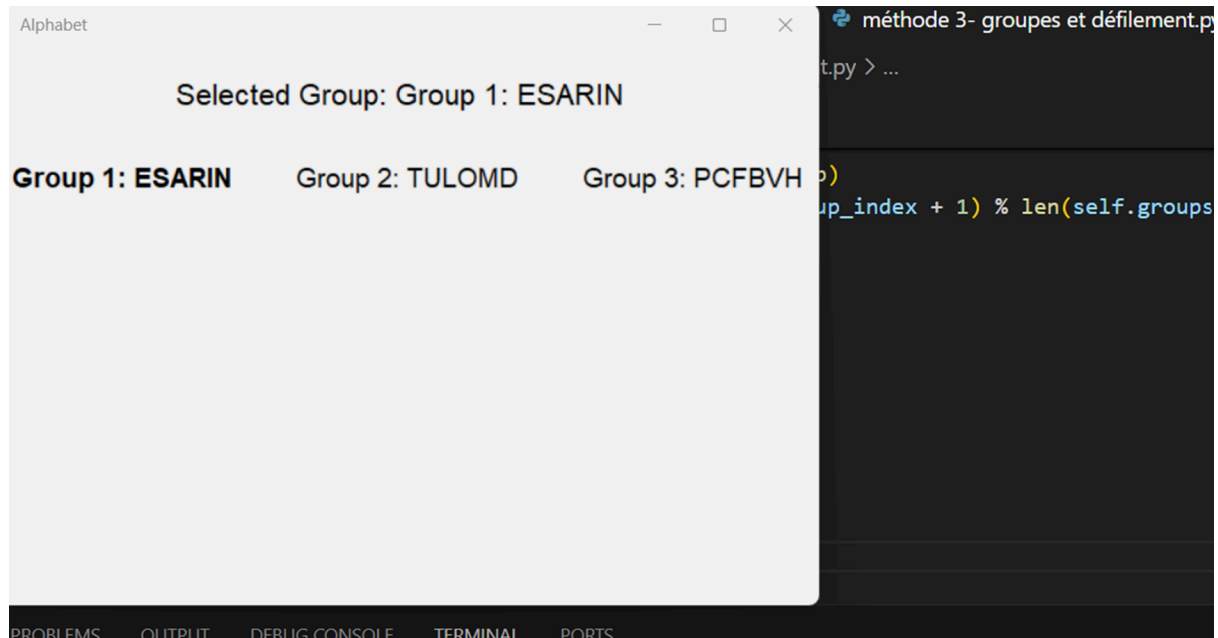 Alphabet
méthode 3- groupes et défilement.py
t.py > ...
Selected Group: Group 1: ESARIN
Group 1: ESARIN Group 2: TULOMD Group 3: PCFBVH
)
up_index + 1) % len(self.groups
PROBLEMS OUTPUT DEBUG CONSOLE TERMINAL PORTS